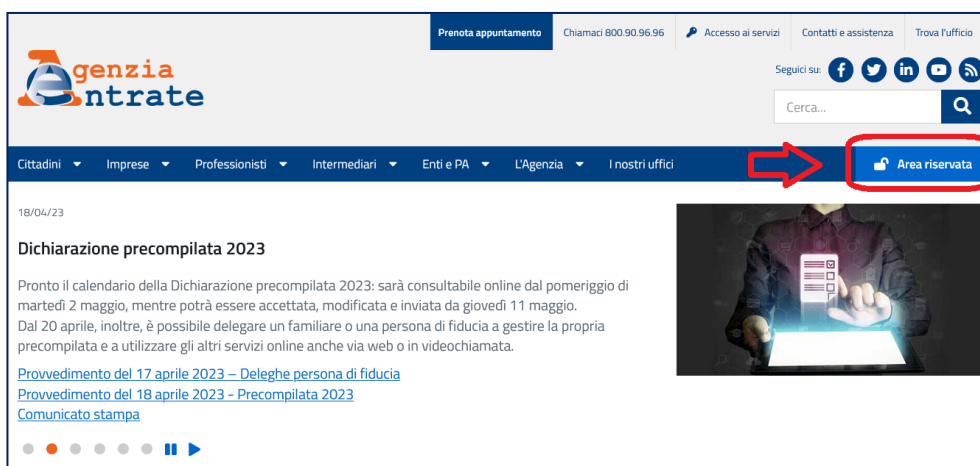 Prenota appuntamento
Chiamaci 800.90.96.96
Accesso ai servizi
Contatti e assistenza
Trova l'ufficio
Agenzia
Entrate
Seguici su:
Cerca...
Cittadini
Imprese
Professionisti
Intermediari
Enti e PA
L'Agenzia
I nostri uffici
Area riservata
18/04/23
Dichiarazione precompilata 2023
Pronto il calendario della Dichiarazione precompilata 2023: sarà consultabile online dal pomeriggio di
martedì 2 maggio, mentre potrà essere accettata, modificata e inviata da giovedì 11 maggio.
Dal 20 aprile, inoltre, è possibile delegare un familiare o una persona di fiducia a gestire la propria
precompilata e a utilizzare gli altri servizi online anche via web o in videochiamata.
Provvedimento del 17 aprile 2023 – Deleghe persona di fiducia
Provvedimento del 18 aprile 2023 - Precompilata 2023
Comunicato stampa